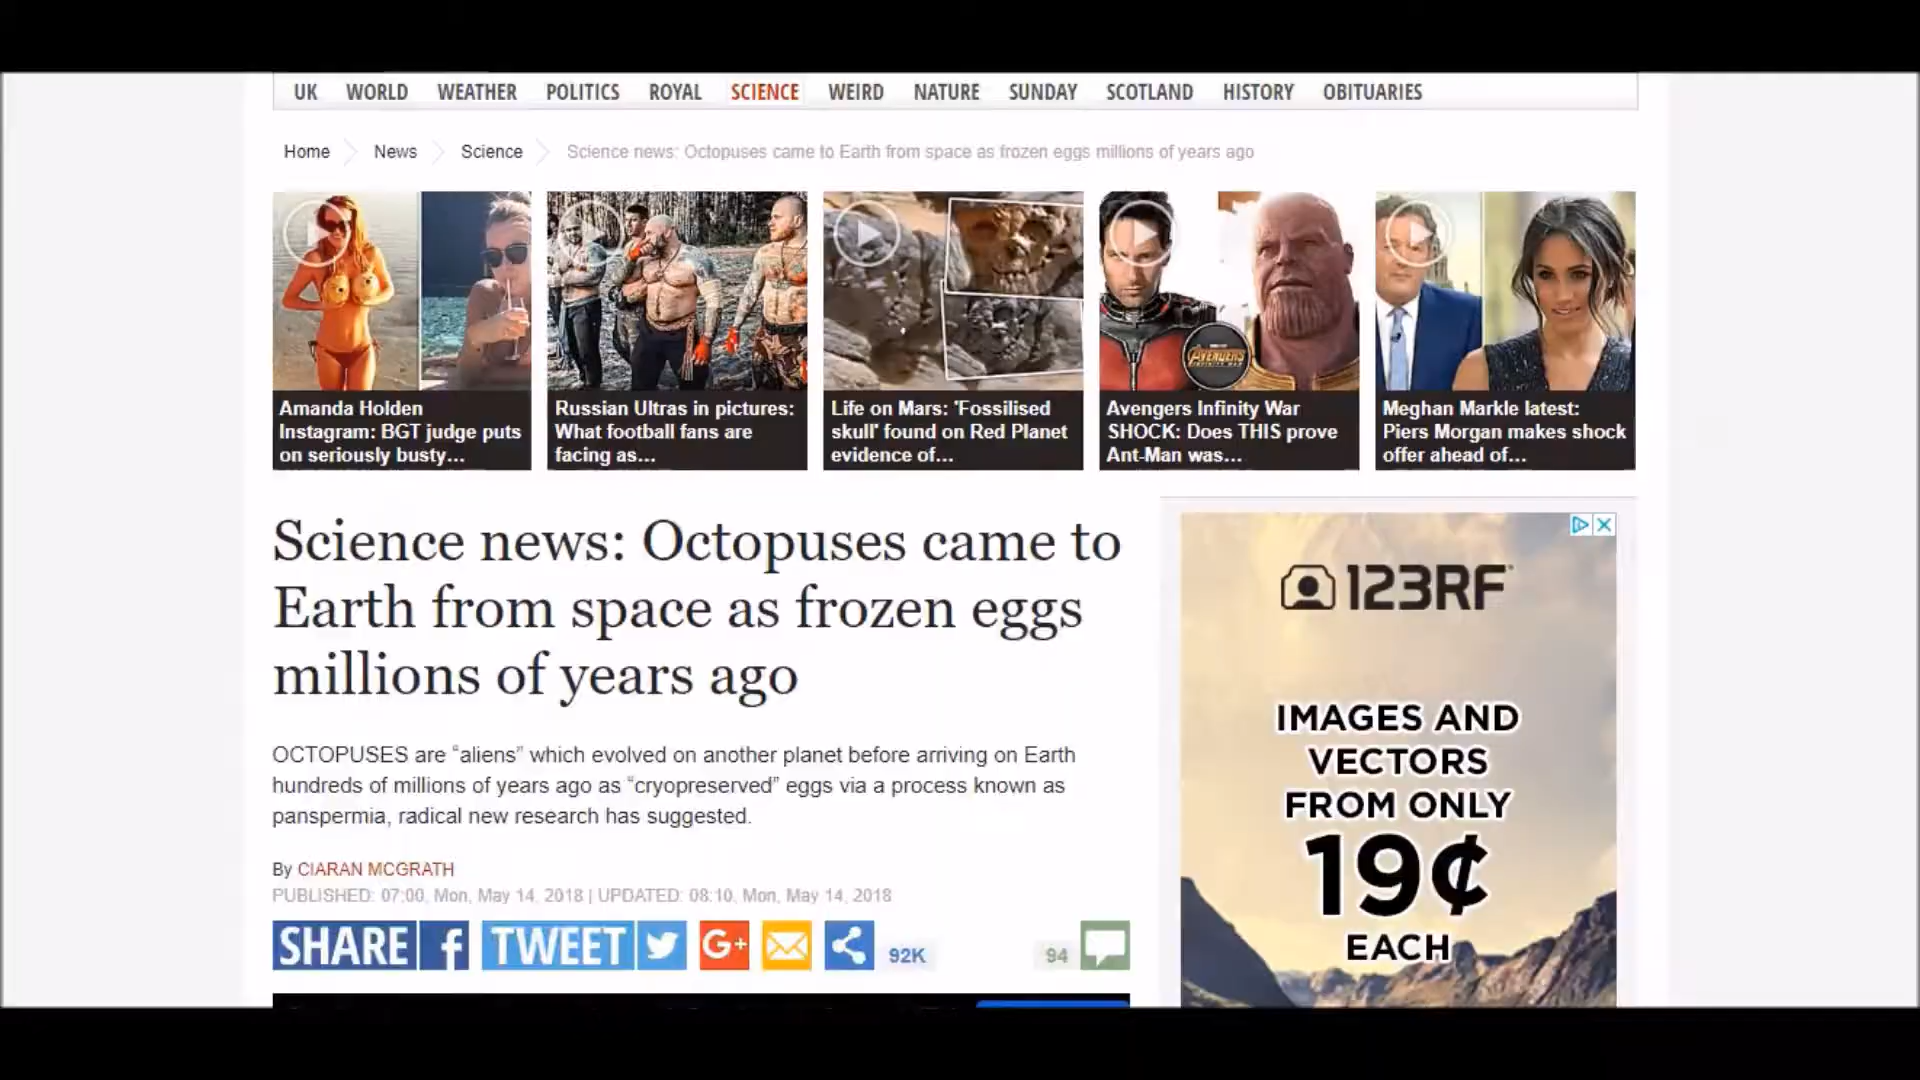 UK WORLD WEATHER POLITICS ROYAL SCIENCE WEIRD NATURE SUNDAY SCOTLAND HISTORY OBITUARIES
Home News Science Science news: Octopuses came to Earth from space as frozen eggs millions of years ago
Amanda Holden
Instagram: BGT judge puts
on seriously busty...
Russian Ultras in pictures:
What football fans are
facing as...
Life on Mars: 'Fossilised
skull' found on Red Planet
evidence of...
AVENGERS
Avengers Infinity War
SHOCK: Does THIS prove
Ant-Man was...
Meghan Markle latest:
Piers Morgan makes shock
offer ahead of...
Science news: Octopuses came to
Earth from space as frozen eggs
millions of years ago
OCTOPUSES are “aliens” which evolved on another planet before arriving on Earth
hundreds of millions of years ago as “cryopreserved” eggs via a process known as
panspermia, radical new research has suggested.
By CIARAN MCGRATH
PUBLISHED: 07:00, Mon, May 14, 2018 | UPDATED: 08:10, Mon, May 14, 2018
SHARE f TWEET G+ 92K 94
123RF
IMAGES AND
VECTORS
FROM ONLY
19¢
EACH